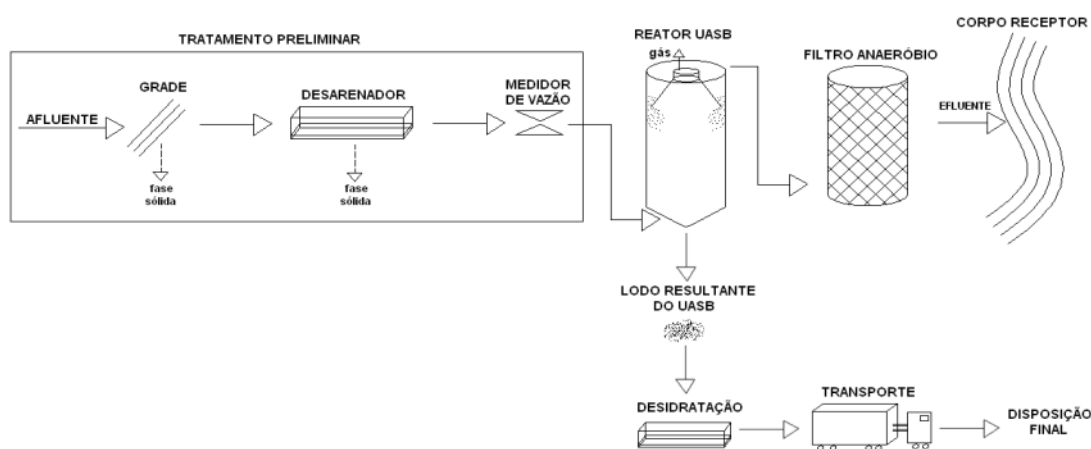 TRATAMENTO PRELIMINAR
AFLUENTE
GRADE
fase
sólida
DESARENADOR
fase
sólida
MEDIDOR
DE VAZÃO
REATOR UASB
gás
FILTRO ANAERÓBIO
EFLUENTE
CORPO RECEPTOR
LODO RESULTANTE
DO UASB
DESIDRATAÇÃO
TRANSPORTE
DISPOSIÇÃO
FINAL